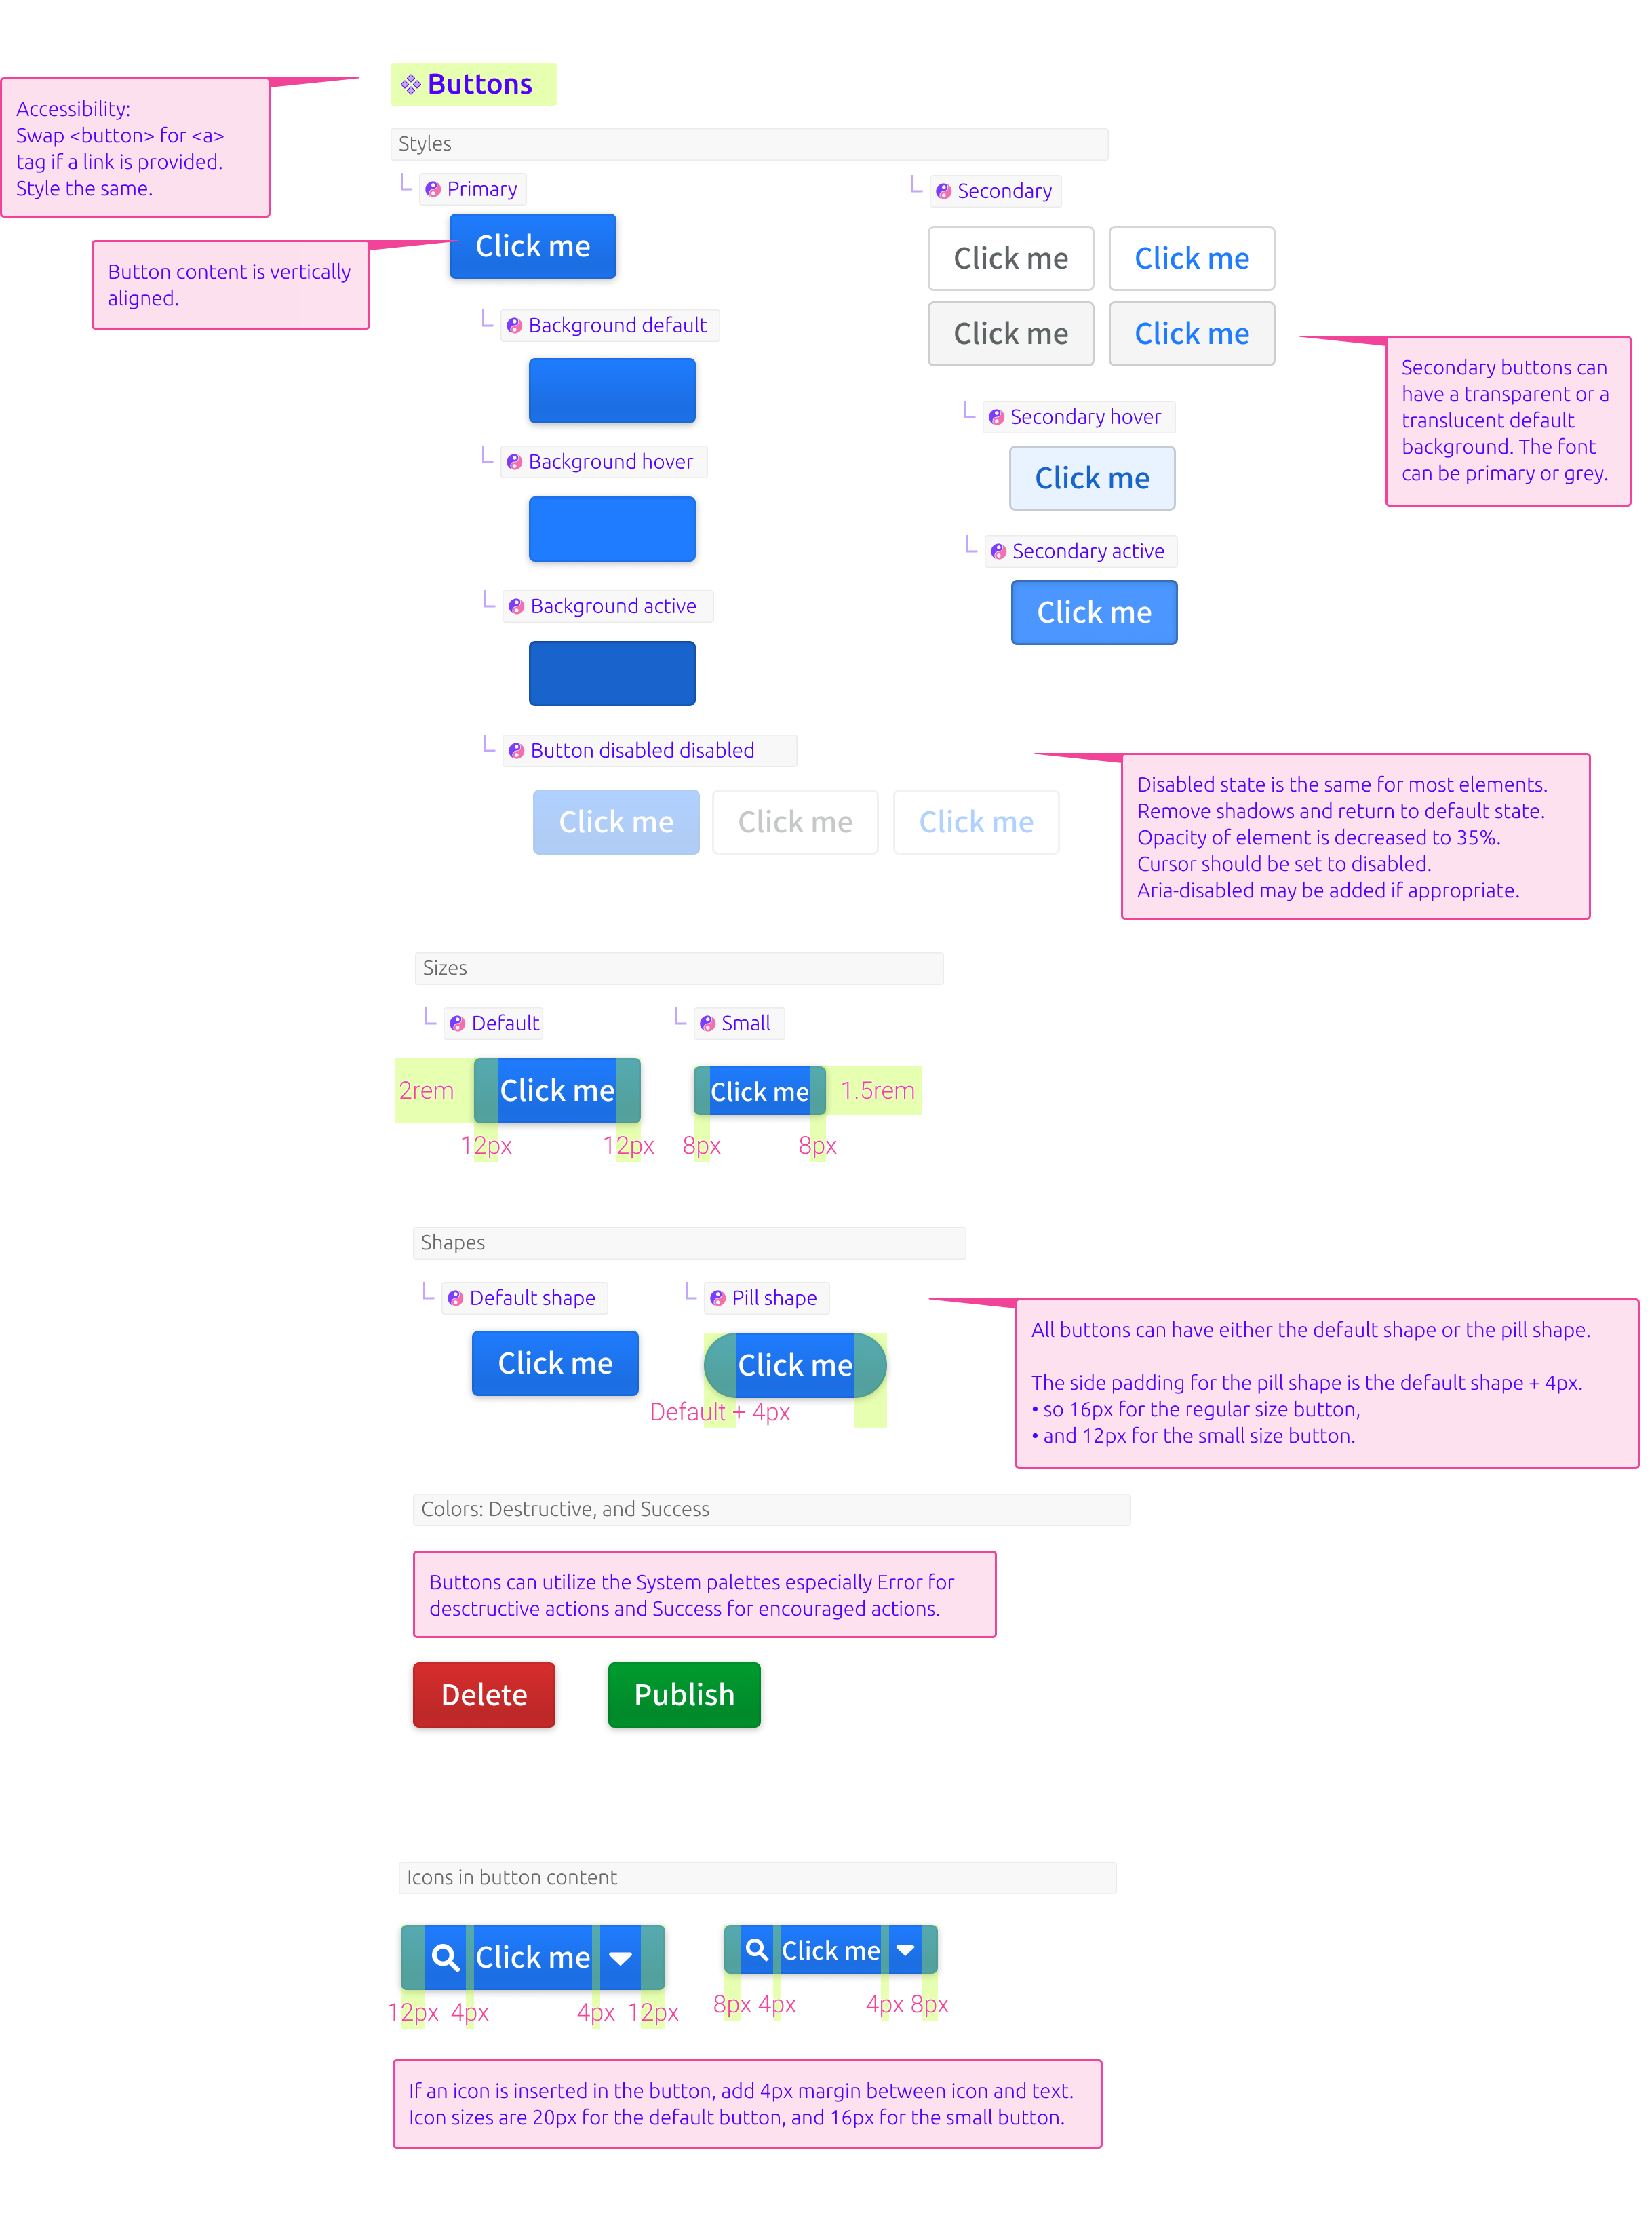 Buttons
Accessibility:
Swap <button> for <a>
tag if a link is provided.
Style the same.
Styles
Primary
Secondary
Click me
Button content is vertically
aligned.
Click me
Click me
Click me
Click me
Background default
Secondary buttons can
have a transparent or a
translucent default
background. The font
can be primary or grey.
Secondary hover
Click me
Background hover
Secondary active
Click me
Background active
Button disabled disabled
Click me
Click me
Click me
Disabled state is the same for most elements.
Remove shadows and return to default state.
Opacity of element is decreased to 35%.
Cursor should be set to disabled.
Aria-disabled may be added if appropriate.
Sizes
Default
Small
2rem
Click me
Click me
1.5rem
12px
12px
8px
8px
Shapes
Default shape
Pill shape
Click me
Click me
Default + 4px
All buttons can have either the default shape or the pill shape.
The side padding for the pill shape is the default shape + 4px.
• so 16px for the regular size button,
• and 12px for the small size button.
Colors: Destructive, and Success
Buttons can utilize the System palettes especially Error for
desctructive actions and Success for encouraged actions.
Delete
Publish
Icons in button content
Click me
Click me
12px 4px 4px 12px
8px 4px 4px 8px
If an icon is inserted in the button, add 4px margin between icon and text.
Icon sizes are 20px for the default button, and 16px for the small button.